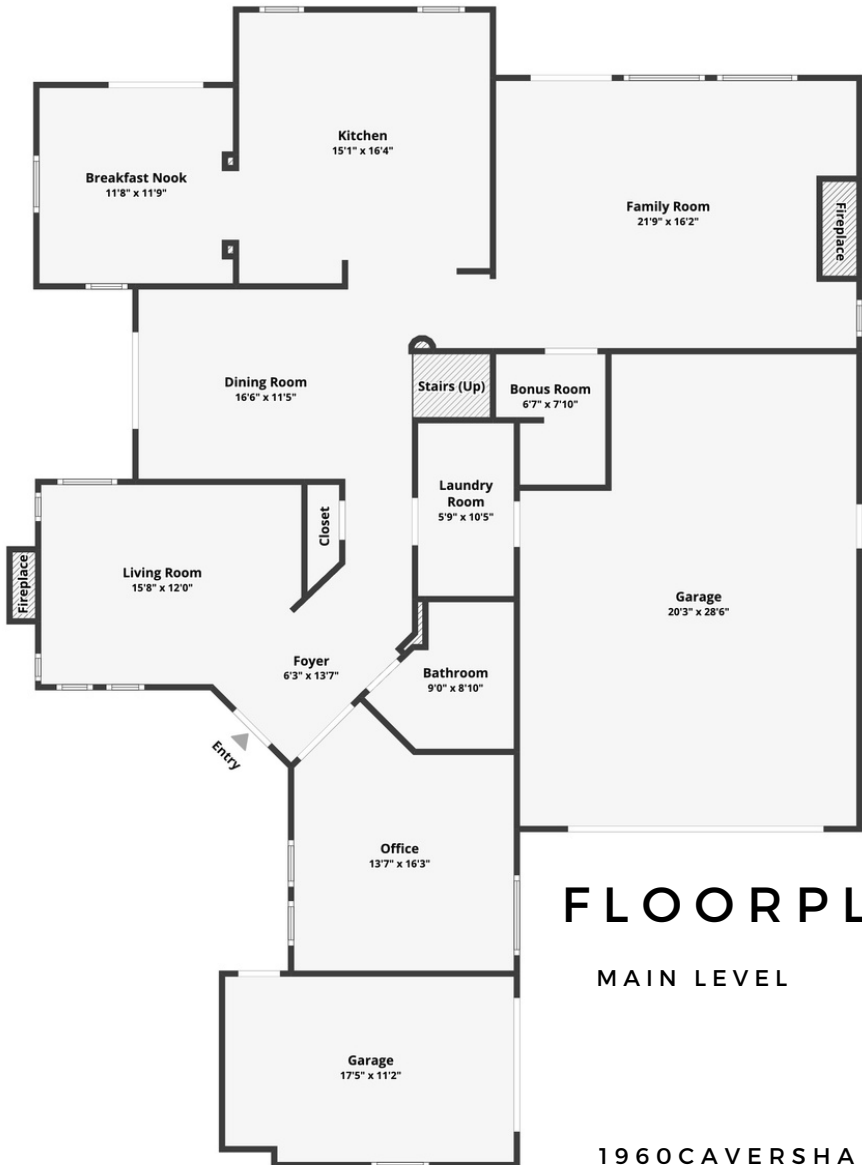 Kitchen
15'1" x 16'4"
Breakfast Nook
11'8" x 11'9"
Family Room
21'9" x 16'2"
Fireplace
Dining Room
16'6" x 11'5"
Stairs (Up)
Bonus Room
6'7" x 7'10"
Laundry
Room
5'9" x 10'5"
Closet
Fireplace
Living Room
15'8" x 12'0"
Garage
20'3" x 28'6"
Foyer
6'3" x 13'7"
Bathroom
9'0" x 8'10"
Entry
Office
13'7" x 16'3"
FLOORPL
MAIN LEVEL
Garage
17'5" x 11'2"
1960CAVERSHA